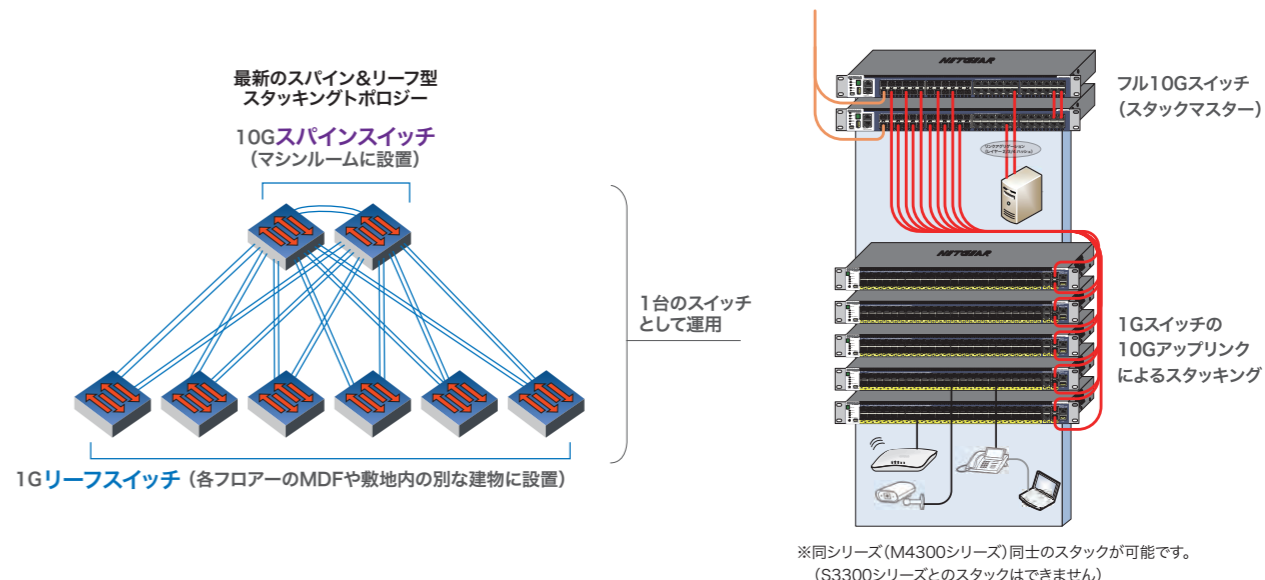 最新のスパイン&リーフ型
スタッキングトポロジー
10Gスパインスイッチ
(マシンルームに設置)
1Gリーフスイッチ(各フロアーのMDFや敷地内の別な建物に設置)
1台のスイッチ
として運用
NETGEAR
フル10Gスイッチ
(スタックマスター)
NETGEAR
1Gスイッチの
10Gアップリンク
によるスタッキング
※同シリーズ(M4300シリーズ)同士のスタックが可能です。
(S3300シリーズとのスタックはできません)